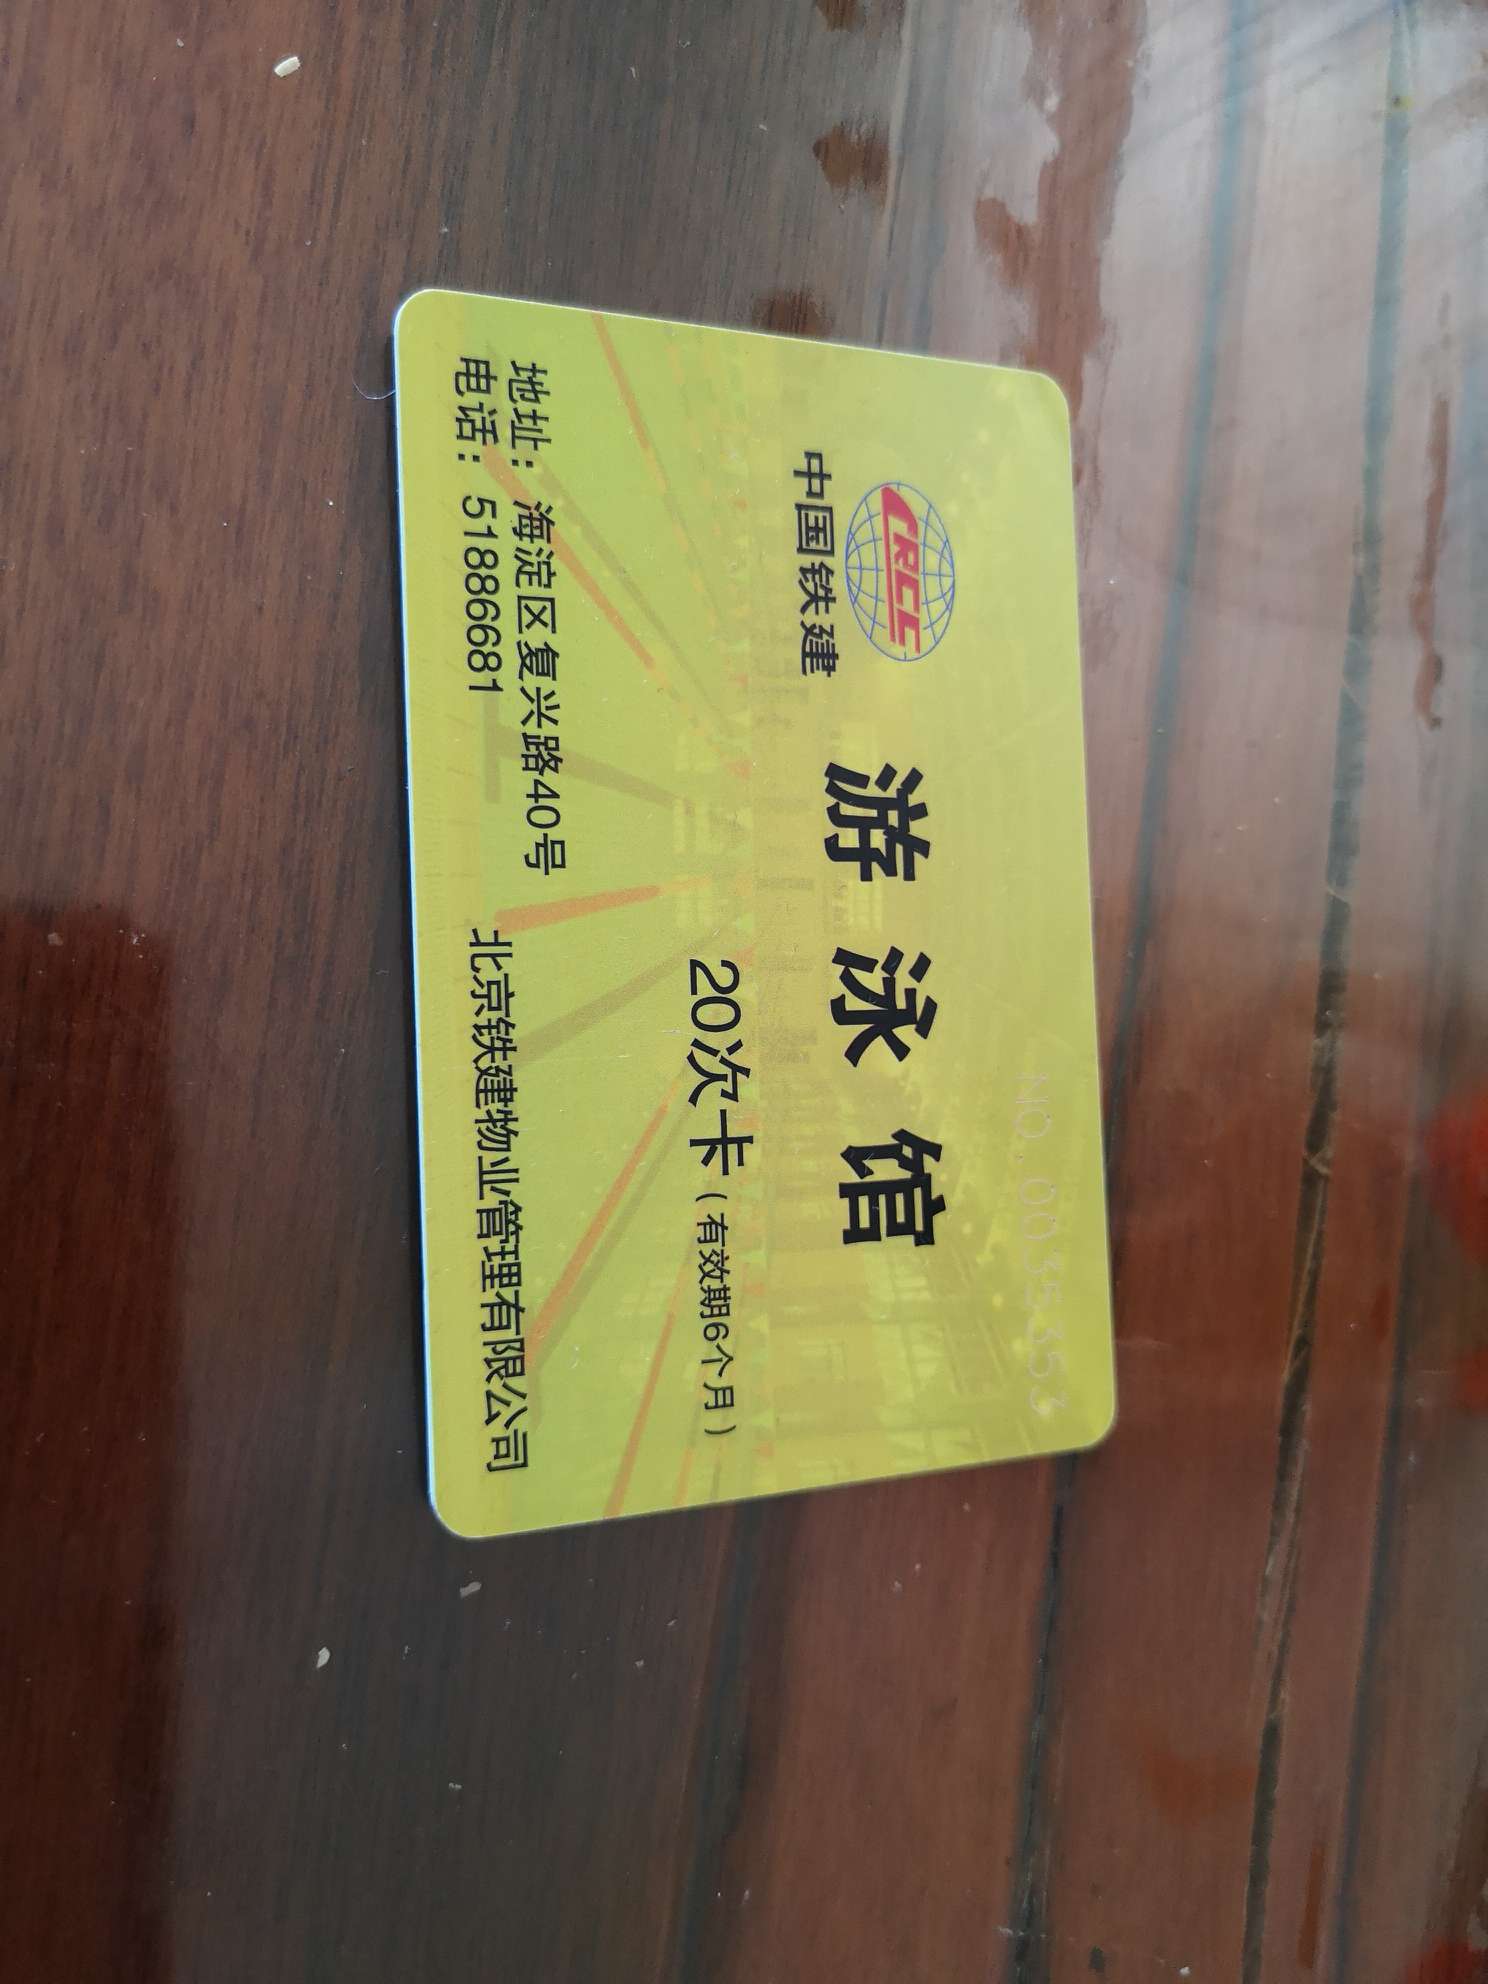 NO. 0035353
CRCC
中国铁建
游泳馆
20次卡（有效期6个月）
地址：海淀区复兴路40号
电话：51886681
北京铁建物业管理有限公司